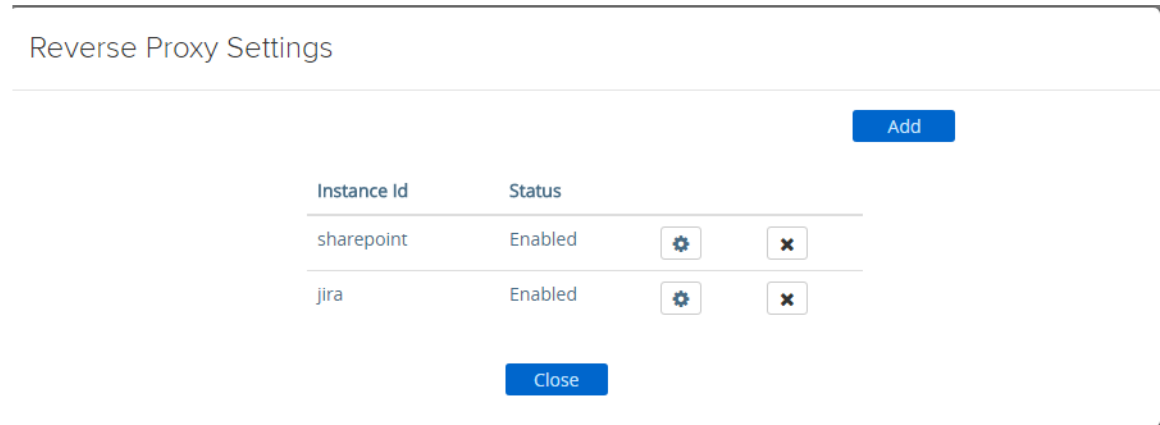 Reverse Proxy Settings
Add
Instance Id Status
sharepoint Enabled
jira Enabled
Close